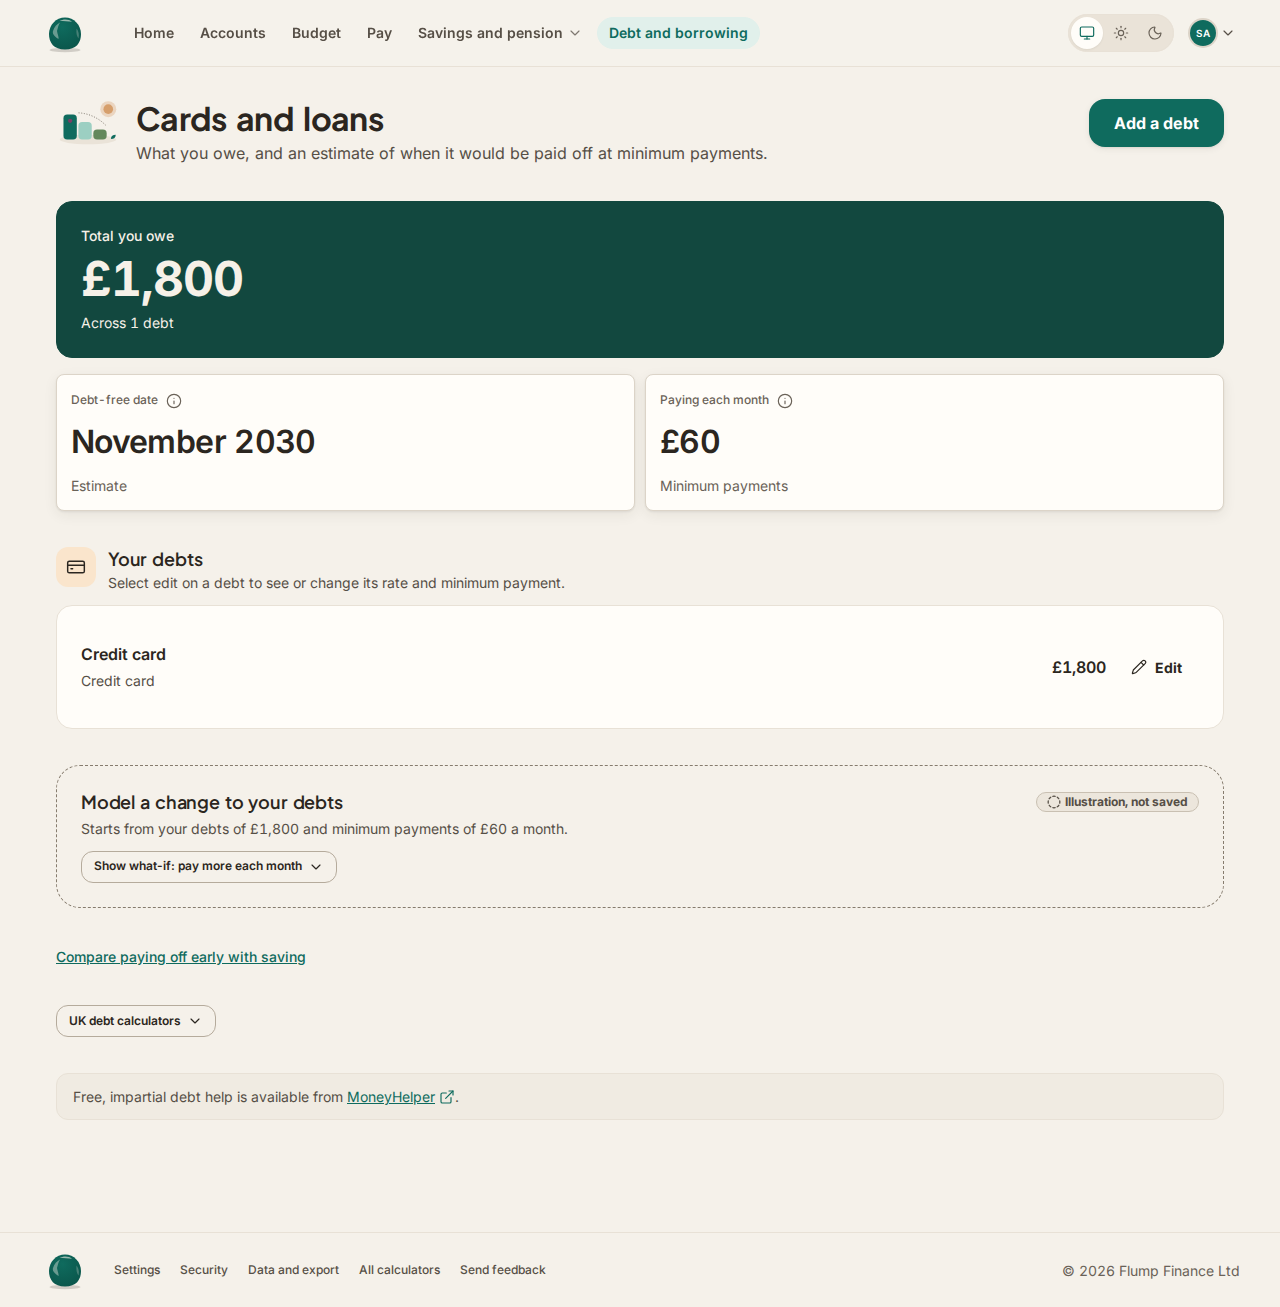 Home Accounts Budget Pay Savings and pension Debt and borrowing SA
Cards and loans
What you owe, and an estimate of when it would be paid off at minimum payments.
Add a debt
Total you owe
£1,800
Across 1 debt
Debt-free date
November 2030
Estimate
Paying each month
£60
Minimum payments
Your debts
Select edit on a debt to see or change its rate and minimum payment.
Credit card
Credit card
£1,800 Edit
Model a change to your debts
Illustration, not saved
Starts from your debts of £1,800 and minimum payments of £60 a month.
Show what-if: pay more each month
Compare paying off early with saving
UK debt calculators
Free, impartial debt help is available from MoneyHelper.
Settings Security Data and export All calculators Send feedback
© 2026 Flump Finance Ltd